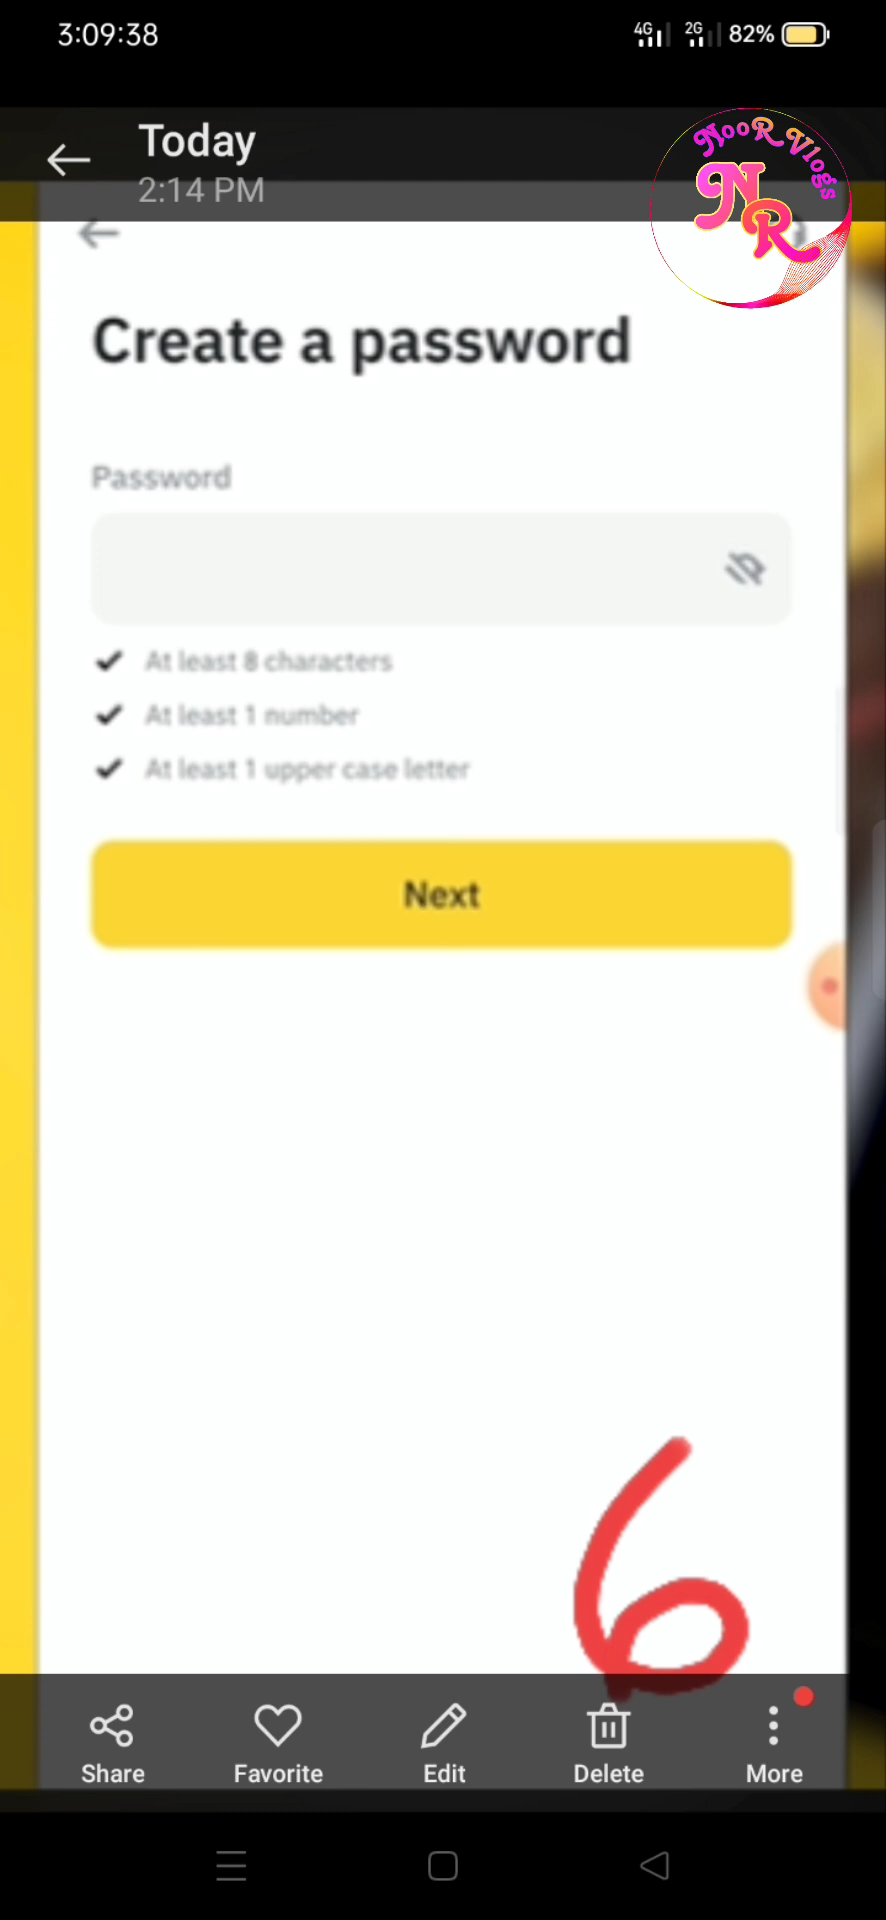 3:09:38
4G 2G 82%
Today
2:14 PM
NooR Vlogs
NR
Create a password
Password
At least 8 characters
At least 1 number
At least 1 upper case letter
Next
6
Share Favorite Edit Delete More